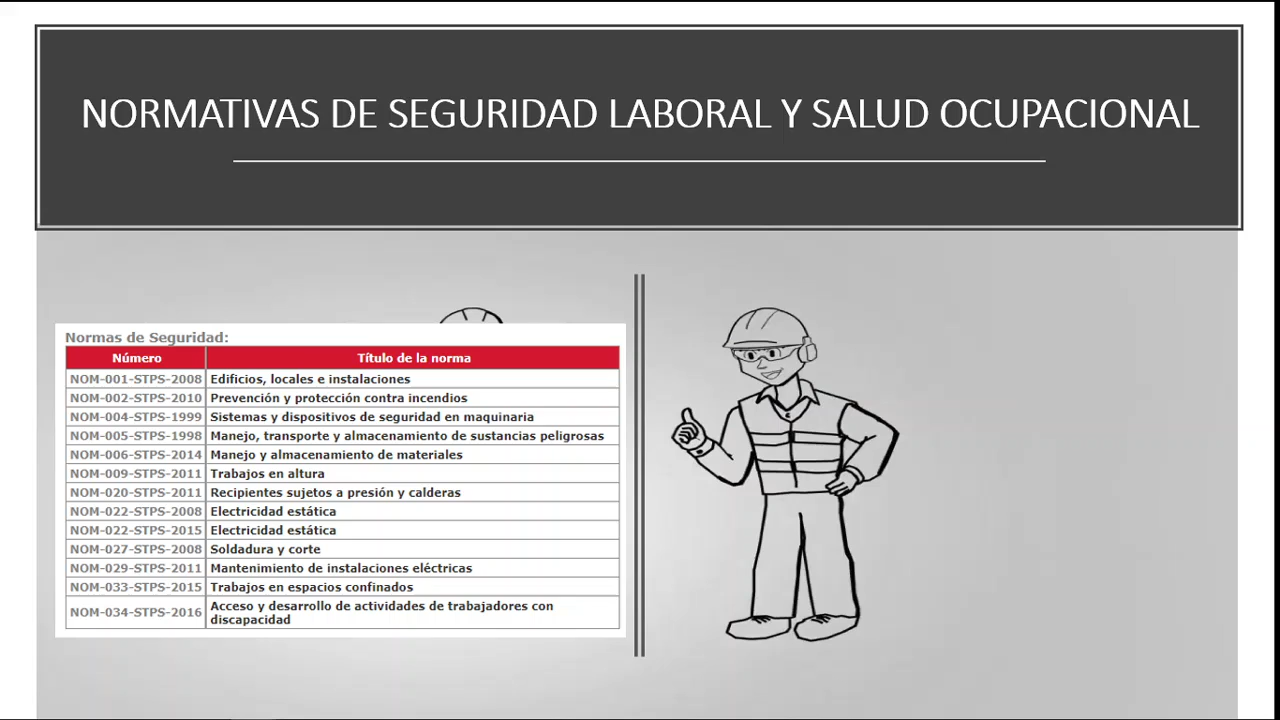 NORMATIVAS DE SEGURIDAD LABORAL Y SALUD OCUPACIONAL
Normas de Seguridad:
Número Título de la norma
NOM-001-STPS-2008 Edificios, locales e instalaciones
NOM-002-STPS-2010 Prevención y protección contra incendios
NOM-004-STPS-1999 Sistemas y dispositivos de seguridad en maquinaria
NOM-005-STPS-1998 Manejo, transporte y almacenamiento de sustancias peligrosas
NOM-006-STPS-2014 Manejo y almacenamiento de materiales
NOM-009-STPS-2011 Trabajos en altura
NOM-020-STPS-2011 Recipientes sujetos a presión y calderas
NOM-022-STPS-2008 Electricidad estática
NOM-022-STPS-2015 Electricidad estática
NOM-027-STPS-2008 Soldadura y corte
NOM-029-STPS-2011 Mantenimiento de instalaciones eléctricas
NOM-033-STPS-2015 Trabajos en espacios confinados
NOM-034-STPS-2016 Acceso y desarrollo de actividades de trabajadores con
discapacidad